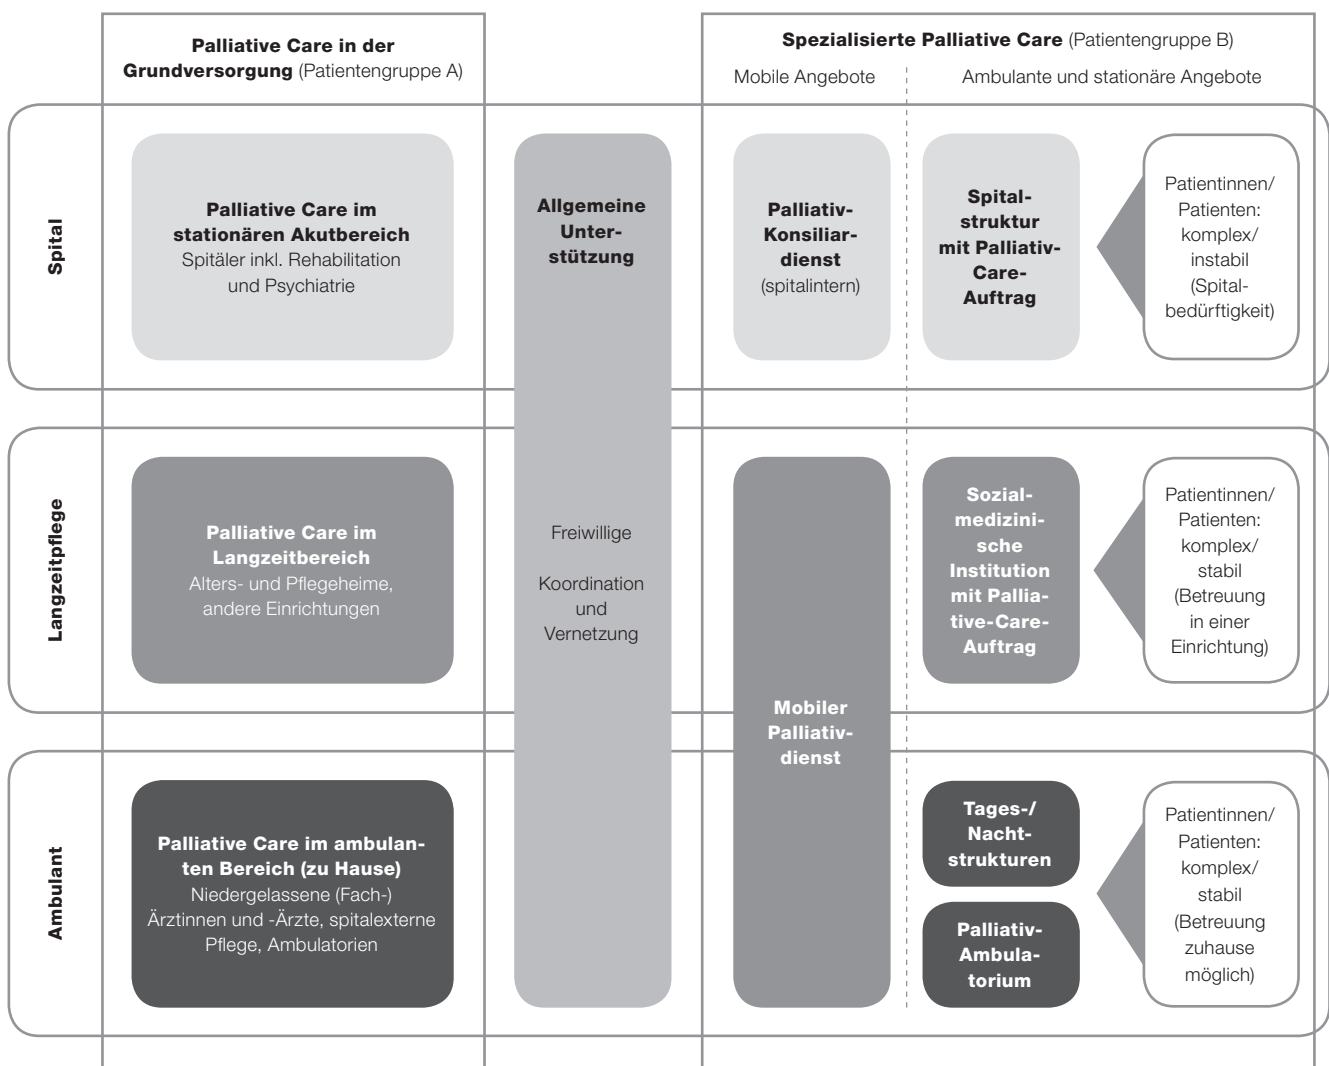 Palliative Care in der
Grundversorgung (Patientengruppe A)
Spezialisierte Palliative Care (Patientengruppe B)
Mobile Angebote
Ambulante und stationäre Angebote
Spital
Palliative Care im
stationären Akutbereich
Spitäler inkl. Rehabilitation
und Psychiatrie
Allgemeine
Unter-
stützung
Palliativ-
Konsiliar-
dienst
(spitalintern)
Spital-
struktur
mit Palliativ-
Care-
Auftrag
Patientinnen/
Patienten:
komplex/
instabil
(Spital-
bedürftigkeit)
Langzeitpflege
Palliative Care im
Langzeitbereich
Alters- und Pflegeheime,
andere Einrichtungen
Freiwillige
Koordination
und
Vernetzung
Mobiler
Palliativ-
dienst
Sozial-
medizini-
sche
Institution
mit Pallia-
tive-Care-
Auftrag
Patientinnen/
Patienten:
komplex/
stabil
(Betreuung
in einer
Einrichtung)
Ambulant
Palliative Care im ambulan-
ten Bereich (zu Hause)
Niedergelassene (Fach-)
Ärztinnen und -Ärzte, spitalexterne
Pflege, Ambulatorien
Tages-/
Nacht-
strukturen
Palliativ-
Ambula-
torium
Patientinnen/
Patienten:
komplex/
stabil
(Betreuung
zuhause
möglich)